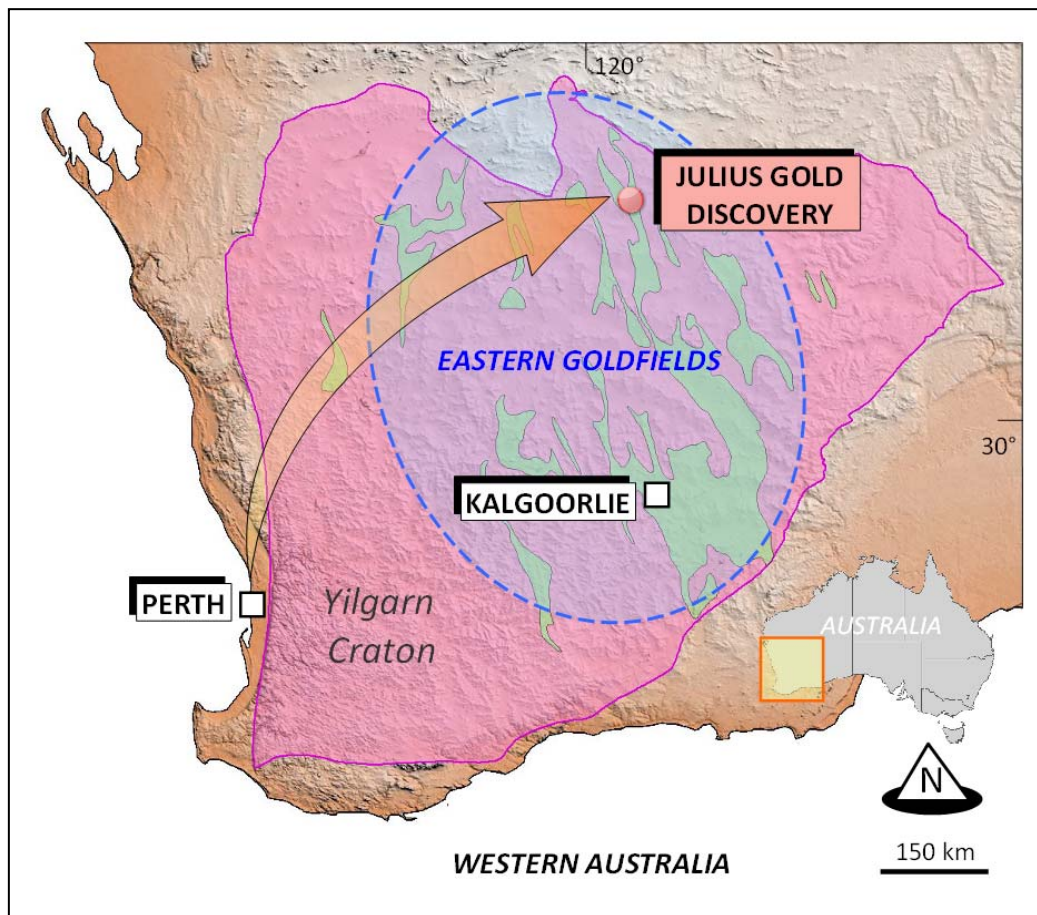 120°
JULIUS GOLD
DISCOVERY
EASTERN GOLDFIELDS
30°
KALGOORLIE
PERTH
Yilgarn
Craton
AUSTRALIA
N
WESTERN AUSTRALIA
150 km